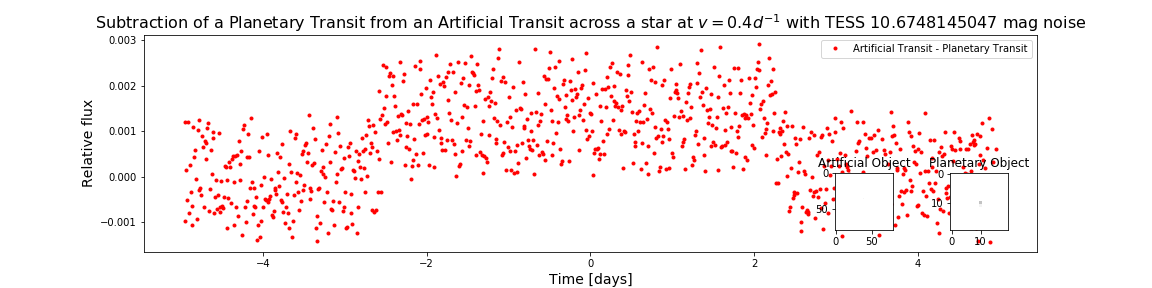 Subtraction of a Planetary Transit from an Artificial Transit across a star at v = 0.4d⁻¹ with TESS 10.6748145047 mag noise
0.003
0.002
0.001
0.000
−0.001
Relative flux
Artificial Transit - Planetary Transit
Artificial Object
0
50
0 50
Planetary Object
0
10
0 10
−4 −2 0 2 4
Time [days]